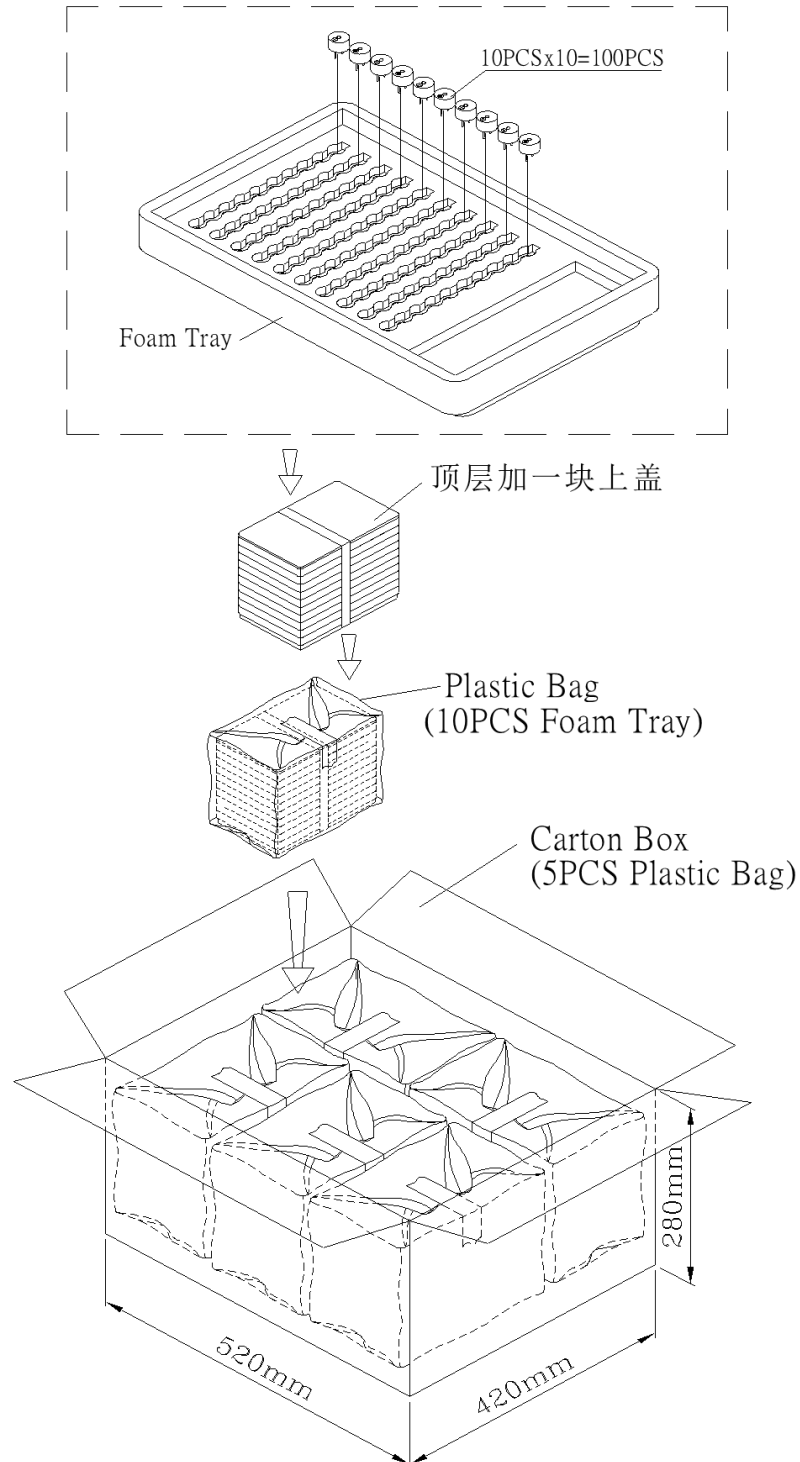 10PCSx10=100PCS
Foam Tray
顶层加一块上盖
Plastic Bag
(10PCS Foam Tray)
Carton Box
(5PCS Plastic Bag)
280mm
520mm
420mm